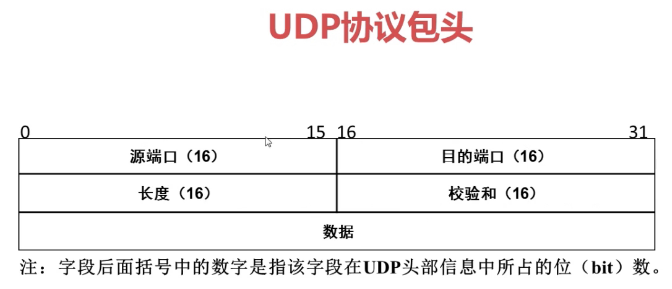 UDP协议包头
0 15 16 31
源端口（16） 目的端口（16）
长度（16） 校验和（16）
数据
注：字段后面括号中的数字是指该字段在UDP头部信息中所占的位（bit）数。